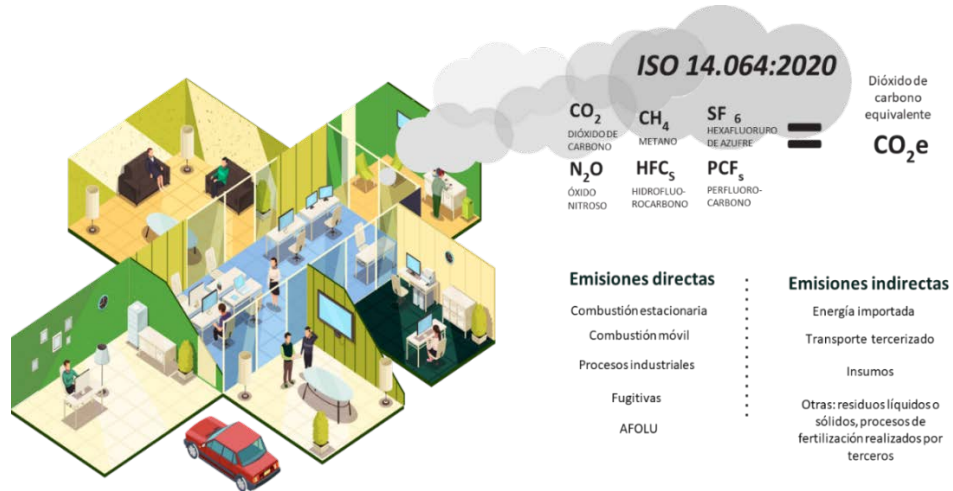 ISO 14.064:2020
CO2
DIÓXIDO DE
CARBONO
CH4
METANO
SF 6
HEXAFLUORURO
DE AZUFRE
N2O
ÓXIDO
NITROSO
HFCS
HIDROFLUO-
ROCARBONO
PCFs
PERFLUORO-
CARBONO
=
Dióxido de
carbono
equivalente
CO2e
Emisiones directas
Combustión estacionaria
Combustión móvil
Procesos industriales
Fugitivas
AFOLU
Emisiones indirectas
Energía importada
Transporte tercerizado
Insumos
Otras: residuos líquidos o
sólidos, procesos de
fertilización realizados por
terceros